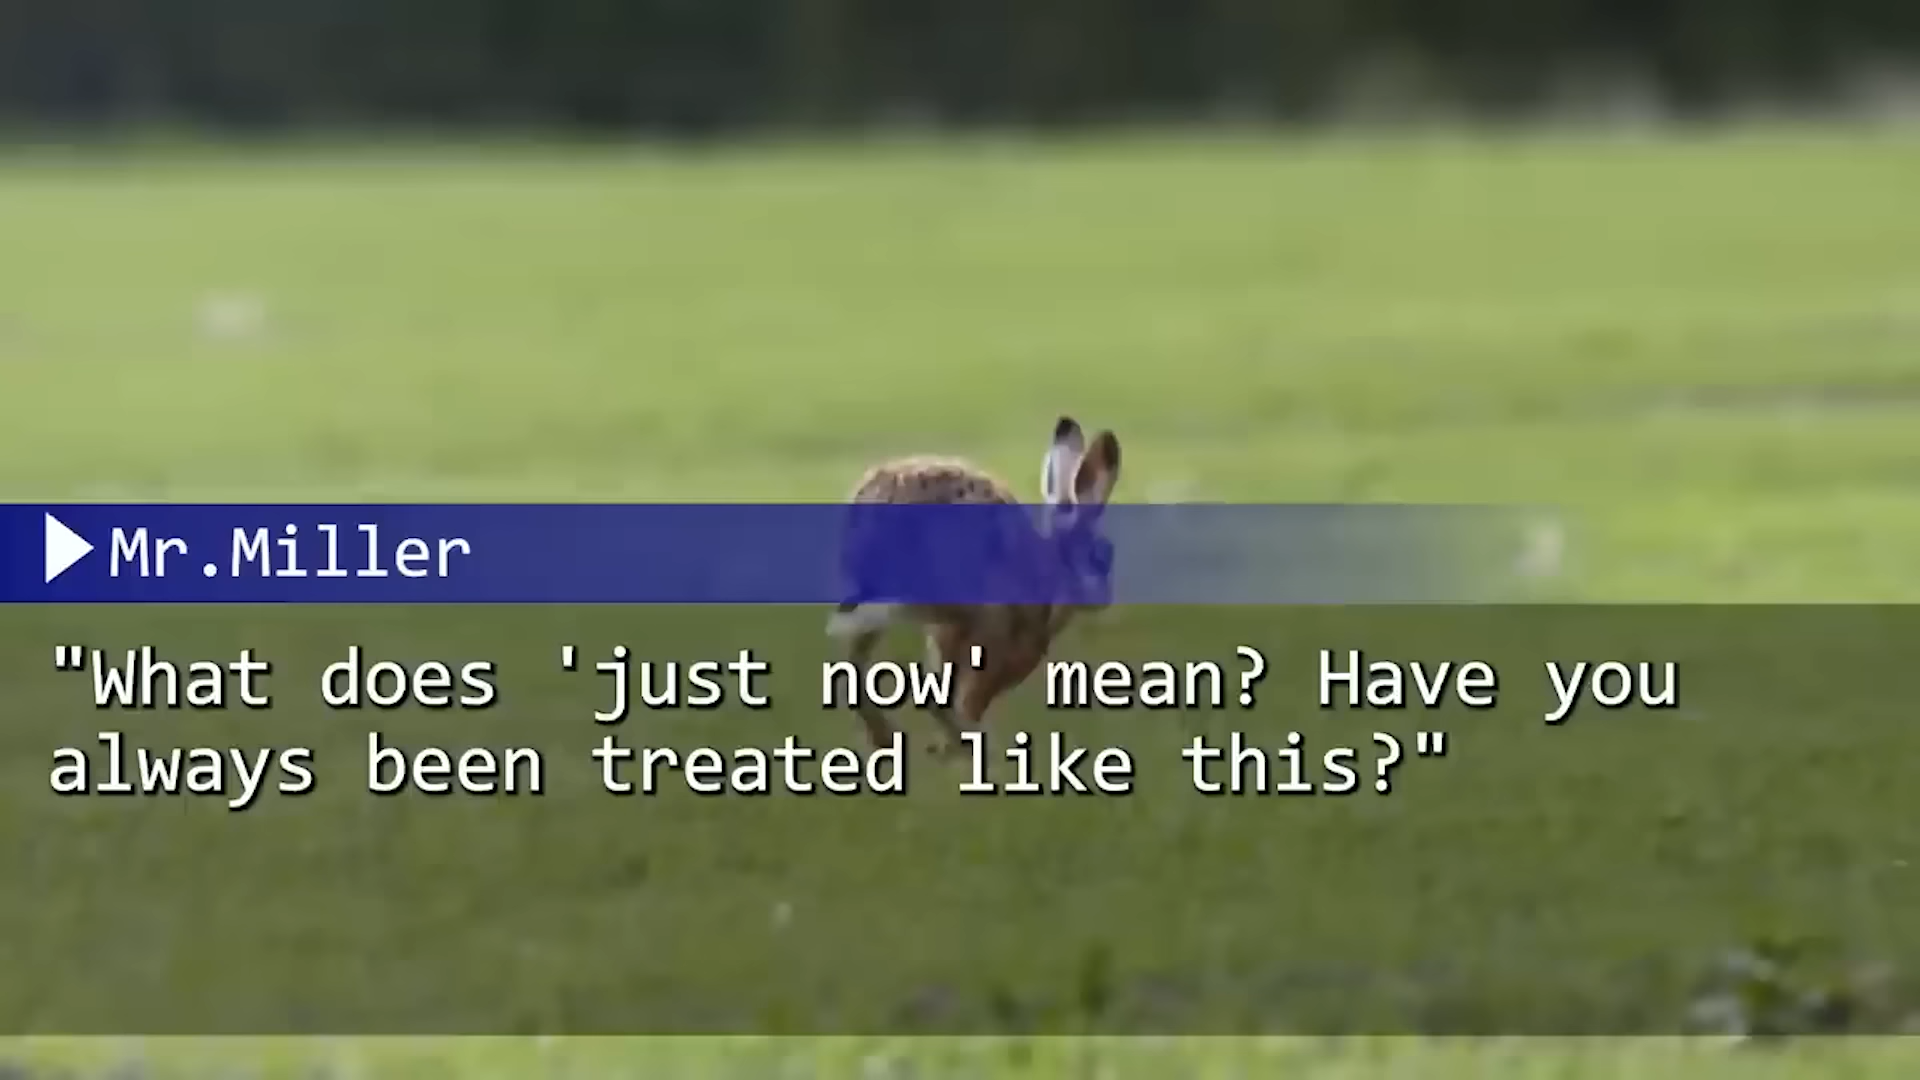 Mr.Miller
"What does 'just now' mean? Have you
always been treated like this?"